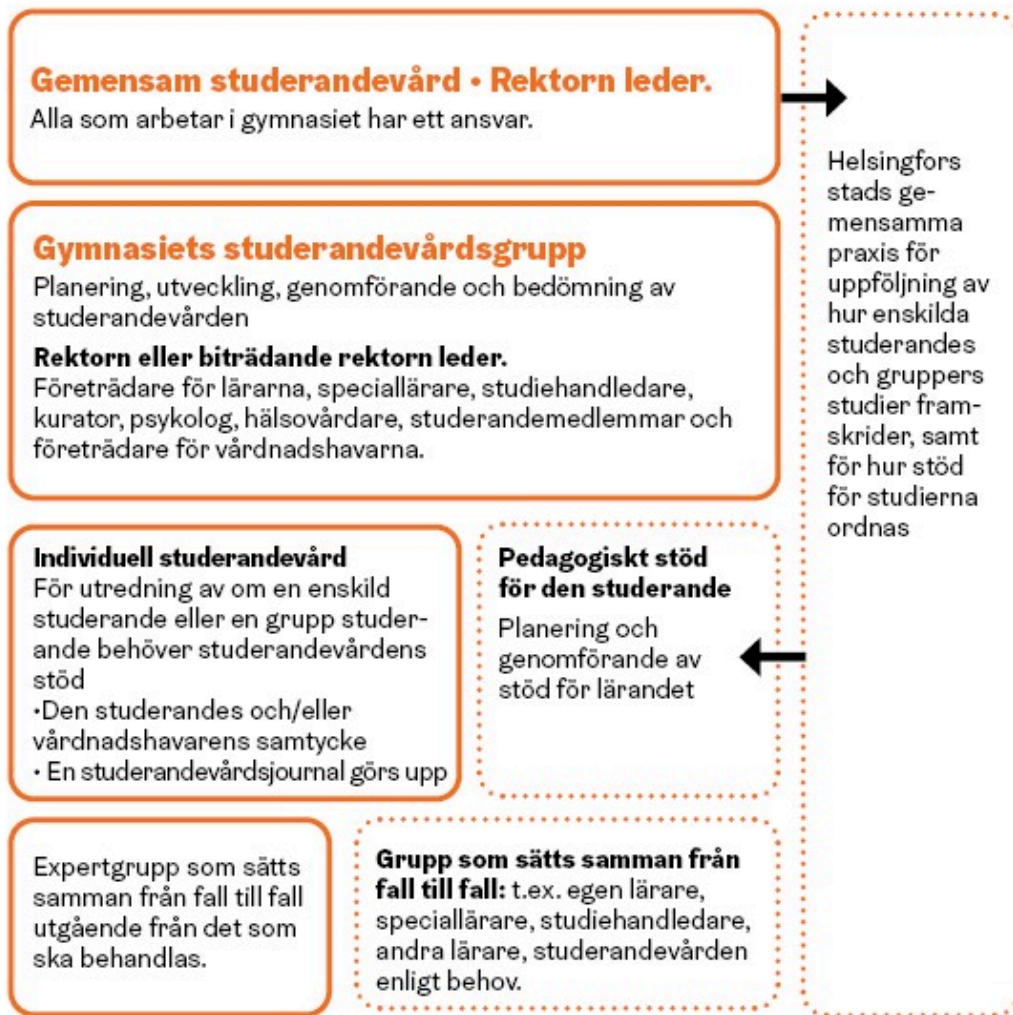 Gemensam studerandevård • Rektorn leder.
Alla som arbetar i gymnasiet har ett ansvar.
Gymnasiets studerandevårdsgrupp
Planering, utveckling, genomförande och bedömning av
studerandevården
Rektorn eller biträdande rektorn leder.
Företrädare för lärarna, speciallärare, studiehandledare,
kurator, psykolog, hälsovårdare, studerandemedlemmar och
företrädare för vårdnadshavarna.
Helsingfors
stads ge-
mensamma
praxis för
uppföljning av
hur enskilda
studerandes
och gruppers
studier fram-
skrider, samt
för hur stöd
för studierna
ordnas
Individuell studerandevård
För utredning av om en enskild
studerande eller en grupp studer-
ande behöver studerandevårdens
stöd
•Den studerandes och/eller
vårdnadshavarens samtycke
• En studerandevårdsjournal görs upp
Pedagogiskt stöd
för den studerande
Planering och
genomförande av
stöd för lärandet
Expertgrupp som sätts
samman från fall till fall
utgående från det som
ska behandlas.
Grupp som sätts samman från
fall till fall: t.ex. egen lärare,
speciallärare, studiehandledare,
andra lärare, studerandevården
enligt behov.